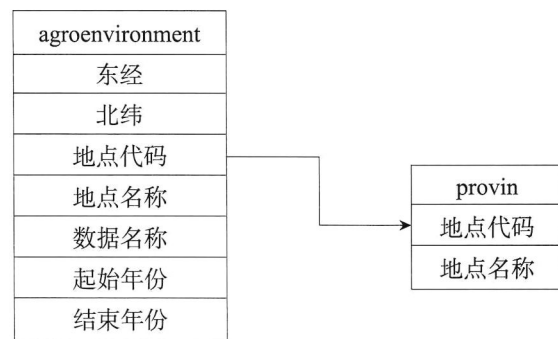 agroenvironment
东经
北纬
地点代码
地点名称
数据名称
起始年份
结束年份
provin
地点代码
地点名称